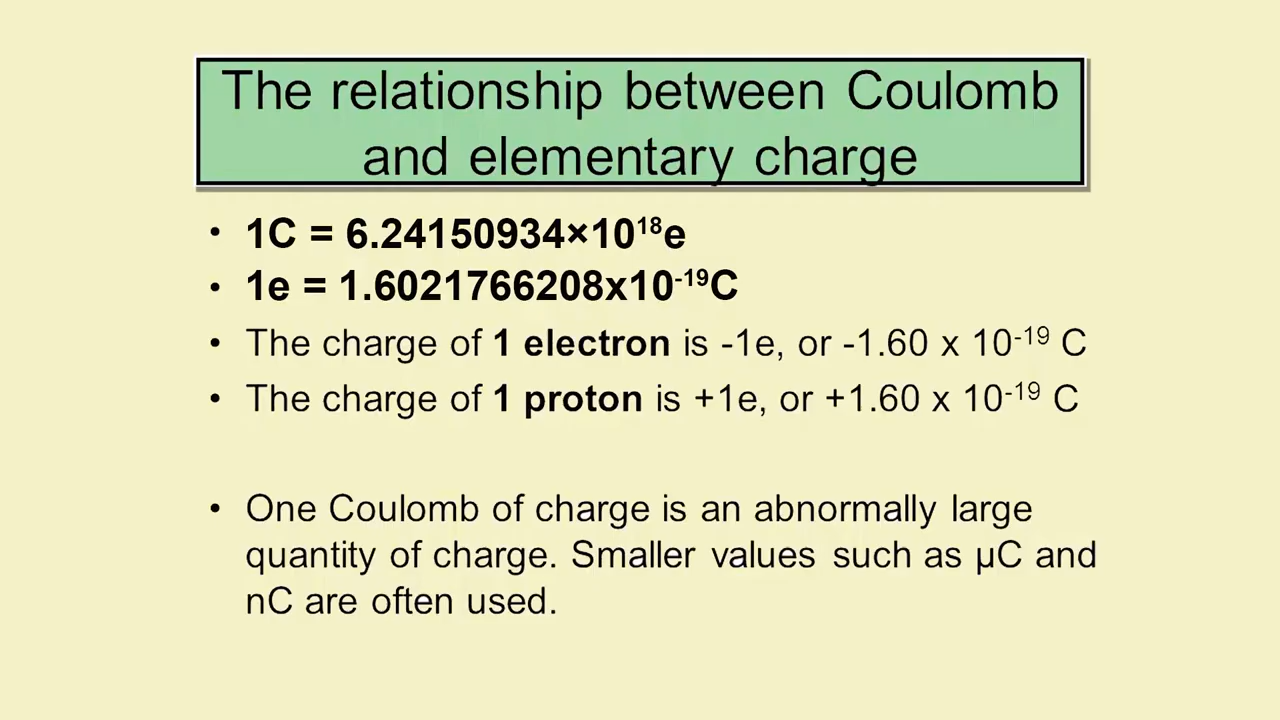 The relationship between Coulomb
and elementary charge
• 1C = 6.24150934×10¹⁸e
• 1e = 1.6021766208x10⁻¹⁹C
• The charge of 1 electron is -1e, or -1.60 x 10⁻¹⁹ C
• The charge of 1 proton is +1e, or +1.60 x 10⁻¹⁹ C
• One Coulomb of charge is an abnormally large
quantity of charge. Smaller values such as µC and
nC are often used.